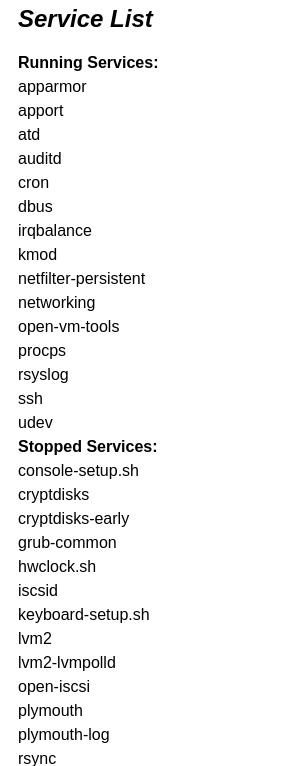 Service List
Running Services:
apparmor
apport
atd
auditd
cron
dbus
irqbalance
kmod
netfilter-persistent
networking
open-vm-tools
procps
rsyslog
ssh
udev
Stopped Services:
console-setup.sh
cryptdisks
cryptdisks-early
grub-common
hwclock.sh
iscsid
keyboard-setup.sh
lvm2
lvm2-lvmpolld
open-iscsi
plymouth
plymouth-log
rsync